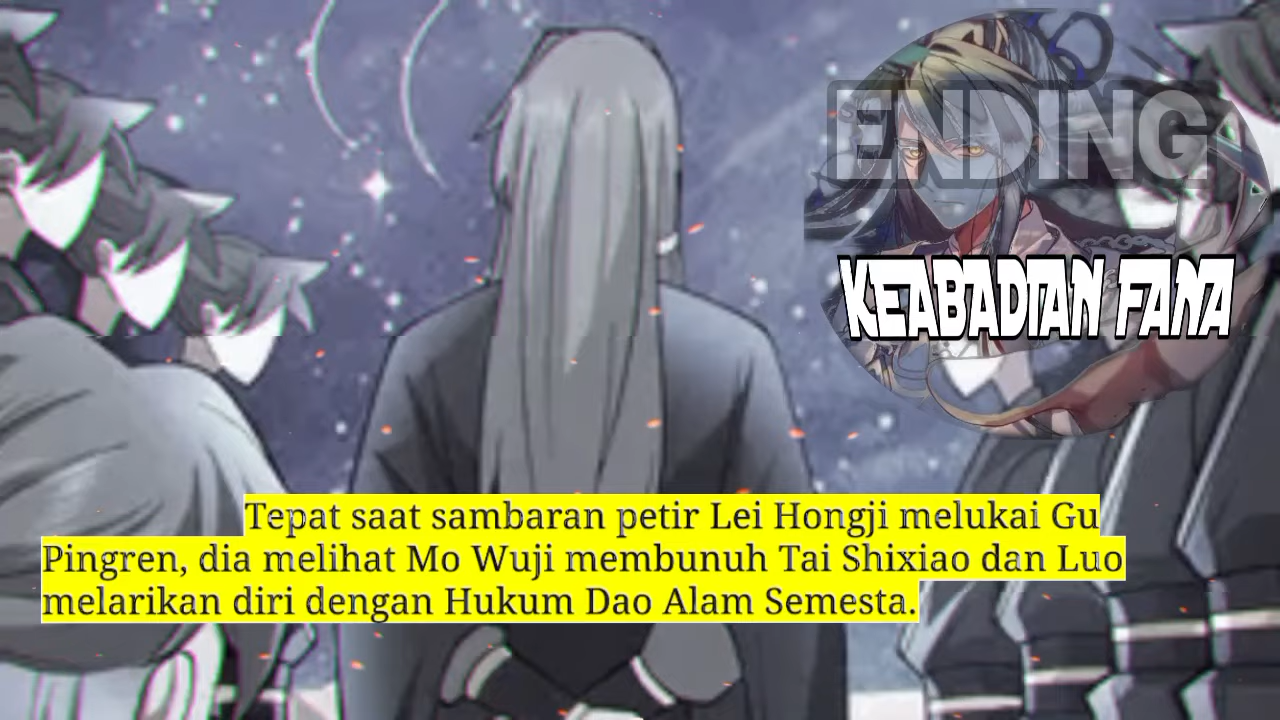 ENDING
KEABADIAN FANA
Tepat saat sambaran petir Lei Hongji melukai Gu
Pingren, dia melihat Mo Wuji membunuh Tai Shixiao dan Luo
melarikan diri dengan Hukum Dao Alam Semesta.